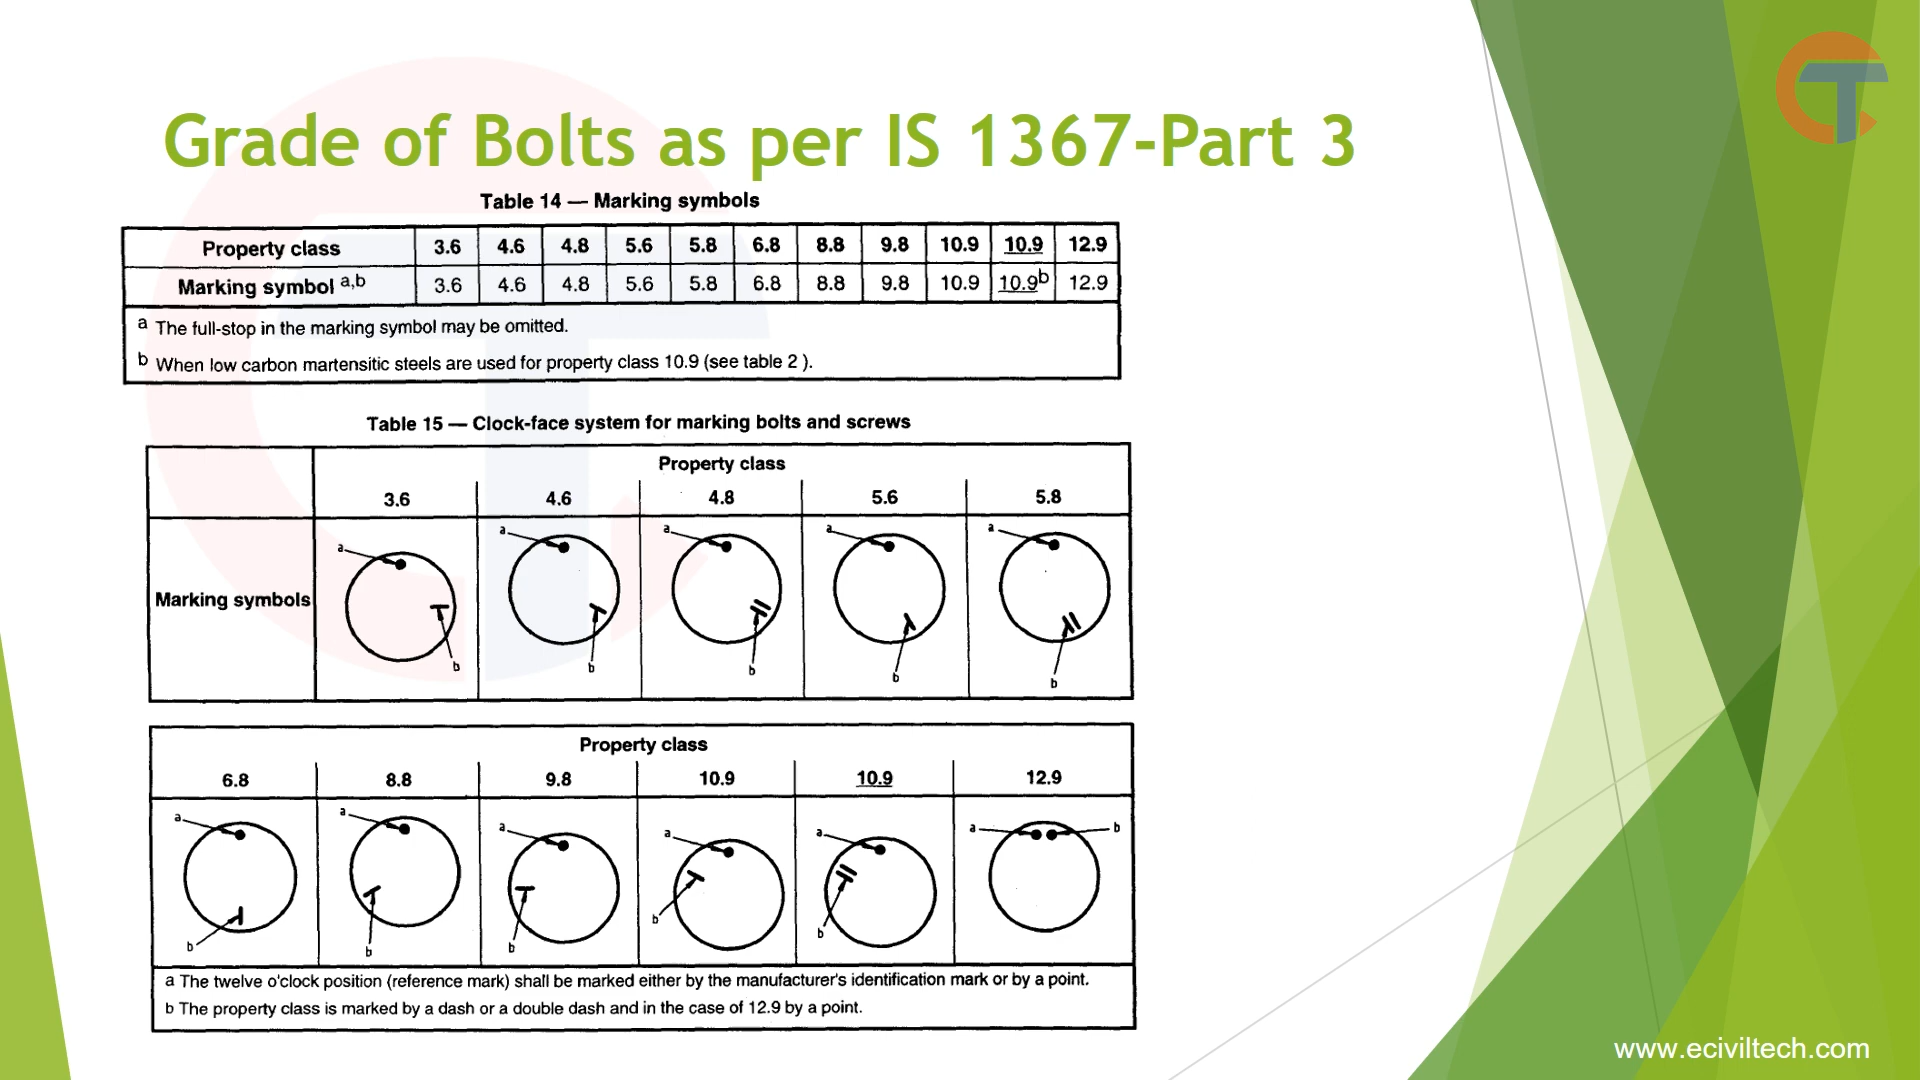 Grade of Bolts as per IS 1367-Part 3
Table 14 — Marking symbols
Property class 3.6 4.6 4.8 5.6 5.8 6.8 8.8 9.8 10.9 10.9 12.9
Marking symbol a,b 3.6 4.6 4.8 5.6 5.8 6.8 8.8 9.8 10.9 10.9b 12.9
a The full-stop in the marking symbol may be omitted.
b When low carbon martensitic steels are used for property class 10.9 (see table 2 ).
Table 15 — Clock-face system for marking bolts and screws
Property class
3.6 4.6 4.8 5.6 5.8
Marking symbols
a a a a a
b b b b b
Property class
6.8 8.8 9.8 10.9 10.9 12.9
a a a a a a b
b b b b b
a The twelve o'clock position (reference mark) shall be marked either by the manufacturer's identification mark or by a point.
b The property class is marked by a dash or a double dash and in the case of 12.9 by a point.
www.eciviltech.com